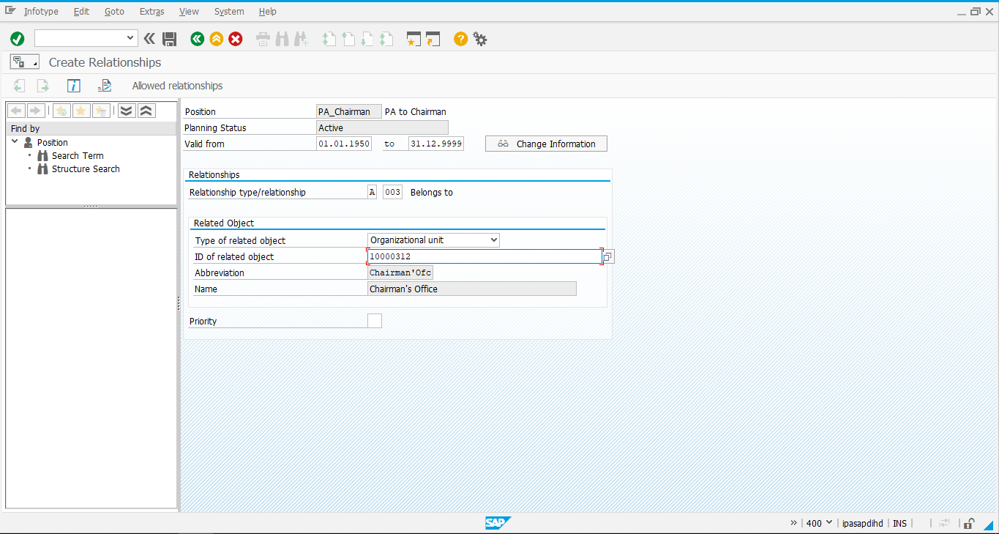 Infotype Edit Goto Extras View System Help
Create Relationships
Allowed relationships
Find by
Position
Search Term
Structure Search
Position PA_Chairman PA to Chairman
Planning Status Active
Valid from 01.01.1950 to 31.12.9999 Change Information
Relationships
Relationship type/relationship A 003 Belongs to
Related Object
Type of related object Organizational unit
ID of related object 10000312
Abbreviation Chairman'Ofc
Name Chairman's Office
Priority
SAP 400 ipasapdihd INS